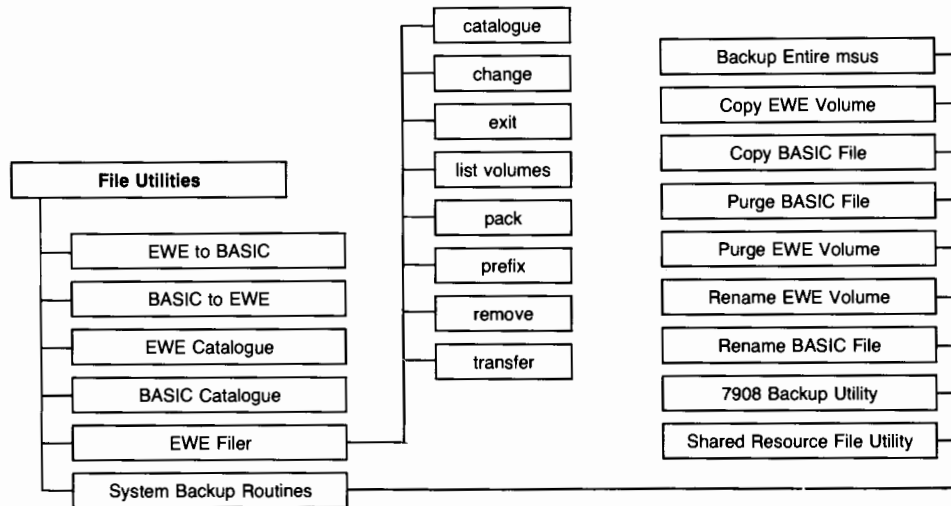 File Utilities
EWE to BASIC
BASIC to EWE
EWE Catalogue
BASIC Catalogue
EWE Filer
System Backup Routines
catalogue
change
exit
list volumes
pack
prefix
remove
transfer
Backup Entire msus
Copy EWE Volume
Copy BASIC File
Purge BASIC File
Purge EWE Volume
Rename EWE Volume
Rename BASIC File
7908 Backup Utility
Shared Resource File Utility